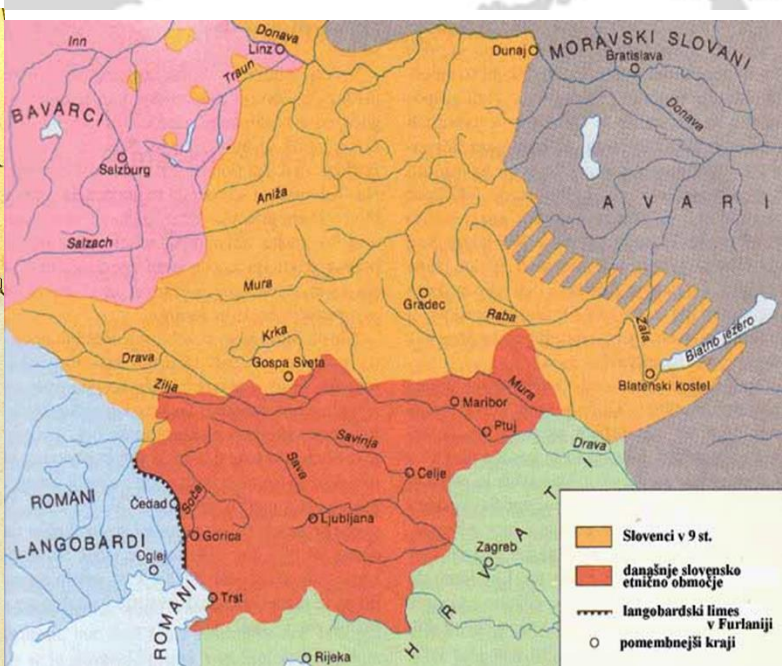 Inn
Donava
Linz
Traun
Dunaj
MORAVSKI SLOVANI
Bratislava
Donava
BAVARCI
Salzburg
Salzach
Aniža
AVARI
Mura
Gradec
Raba
Krka
Drava
Gospa Sveta
Zilja
Zala
Blatno jezero
Blatenski kostel
Mura
Maribor
Ptuj
Drava
Savinja
Sava
Celje
ROMANI
Čedad
Soča
Ljubljana
LANGOBARDI
Gorica
Oglej
Zagreb
HRVATI
ROMANI
Trst
Rijeka
Slovenci v 9 st.
današnje slovensko
etnično območje
langobardski limes
v Furlaniji
pomembnejši kraji